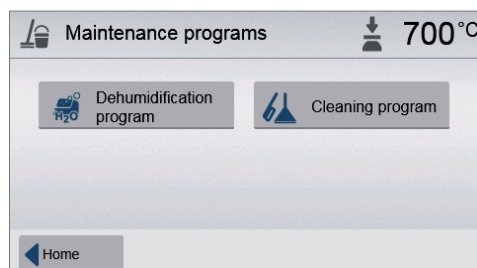 Maintenance programs
700°C
Dehumidification
program
H2O
Cleaning program
Home